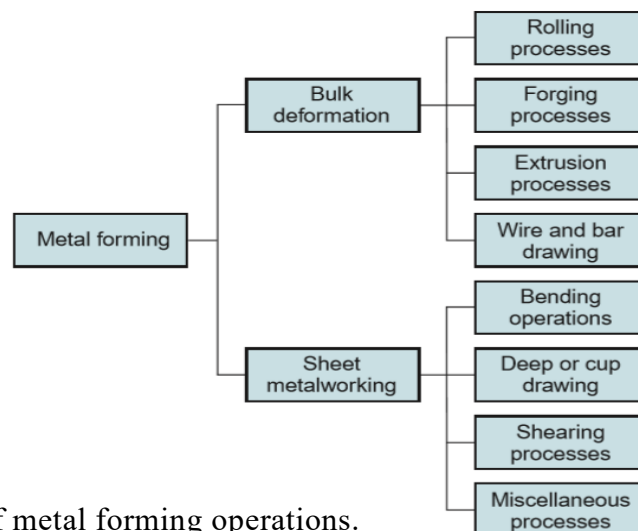 Rolling
processes
Bulk
deformation
Forging
processes
Extrusion
processes
Wire and bar
drawing
Metal forming
Bending
operations
Sheet
metalworking
Deep or cup
drawing
Shearing
processes
Miscellaneous
processes
f metal forming operations.